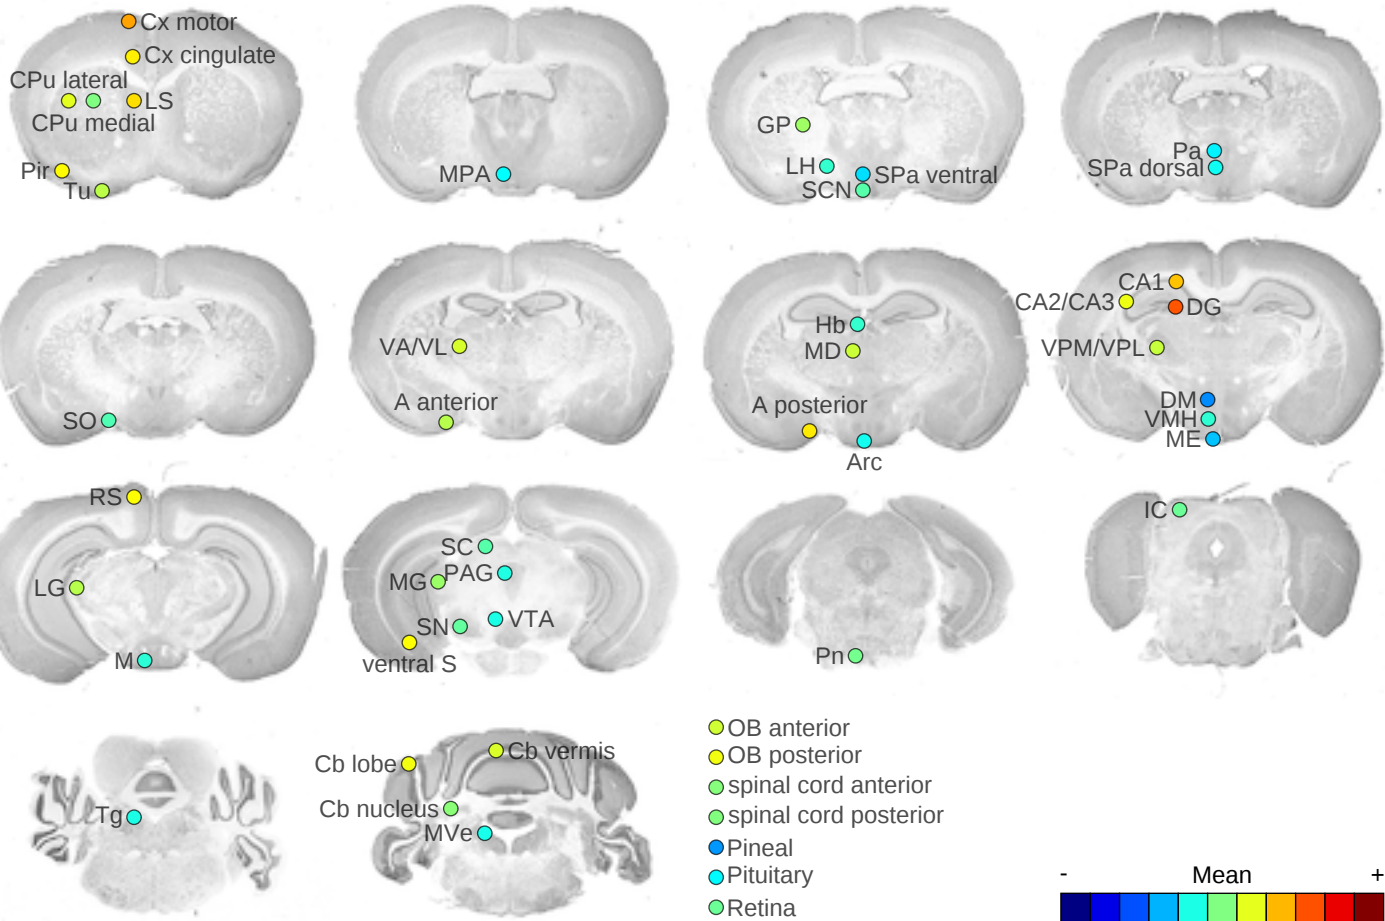 Cx motor
Cx cingulate
CPu lateral
LS
CPu medial
Pir
Tu
MPA
GP
LH
SPa ventral
SCN
Pa
SPa dorsal
SO
VA/VL
A anterior
Hb
MD
A posterior
Arc
CA1
CA2/CA3
DG
VPM/VPL
DM
VMH
ME
RS
LG
M
SC
MG
PAG
SN
VTA
ventral S
Pn
IC
Tg
Cb lobe
Cb vermis
Cb nucleus
MVe
OB anterior
OB posterior
spinal cord anterior
spinal cord posterior
Pineal
Pituitary
Retina
- Mean +